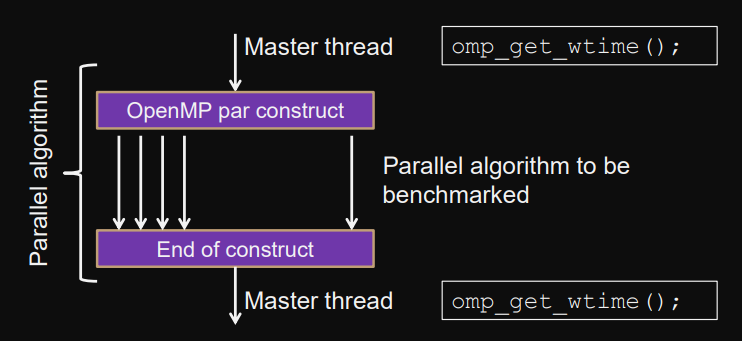 Master thread
omp_get_wtime();
OpenMP par construct
Parallel algorithm
Parallel algorithm to be
benchmarked
End of construct
Master thread
omp_get_wtime();